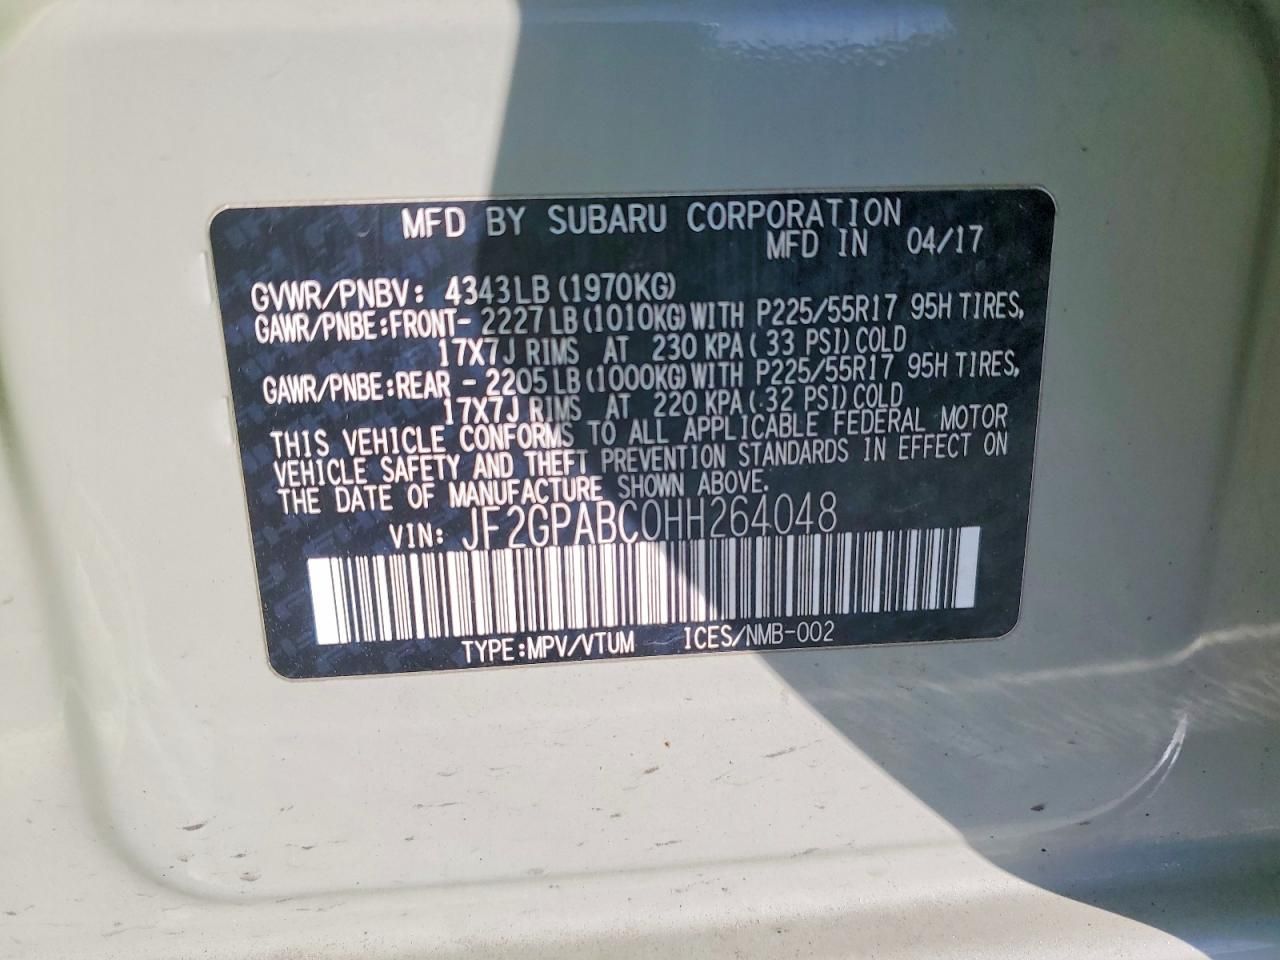 MFD BY SUBARU CORPORATION
MFD IN 04/17
GVWR/PNBV: 4343LB (1970KG)
GAWR/PNBE:FRONT- 2227LB (1010KG) WITH P225/55R17 95H TIRES,
17X7J RIMS AT 230 KPA( 33 PSI) COLD
GAWR/PNBE:REAR - 2205LB (1000KG) WITH P225/55R17 95H TIRES,
17X7J RIMS AT 220 KPA( 32 PSI) COLD
THIS VEHICLE CONFORMS TO ALL APPLICABLE FEDERAL MOTOR
VEHICLE SAFETY AND THEFT PREVENTION STANDARDS IN EFFECT ON
THE DATE OF MANUFACTURE SHOWN ABOVE.
VIN: JF2GPABC0HH264048
TYPE:MPV/VTUM ICES/NMB-002